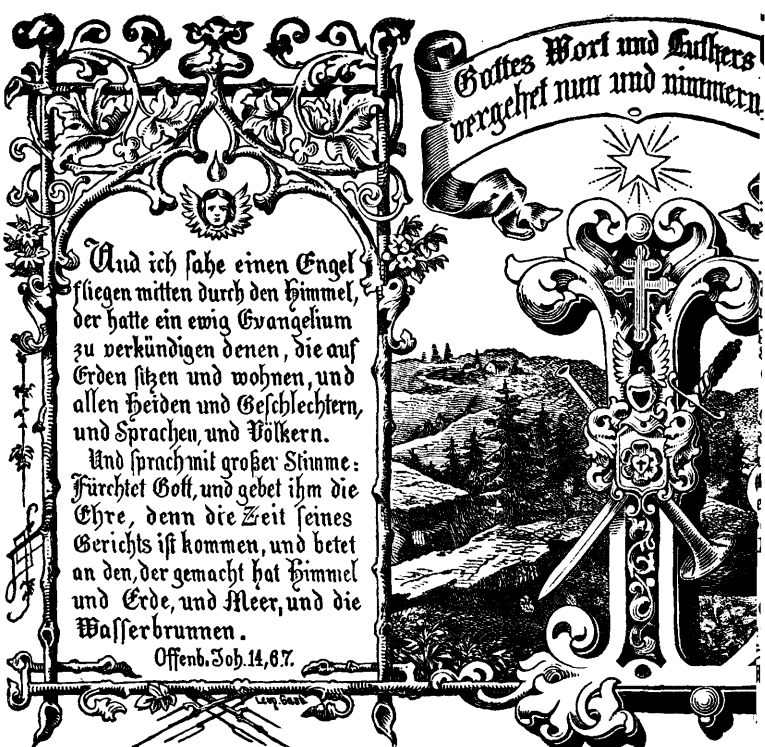 Und ich sahe einen Engel
fliegen mitten durch den Himmel,
der hatte ein ewig Evangelium
zu verkündigen denen, die auf
Erden sitzen und wohnen, und
allen Heiden und Geschlechtern,
und Sprachen, und Völkern.
Und sprach mit großer Stimme:
Fürchtet Gott, und gebet ihm die
Ehre, denn die Zeit seines
Gerichts ist kommen, und betet
an den, der gemacht hat Himmel
und Erde, und Meer, und die
Wasserbrunnen.
Offenb. Joh. 14, 6.7.
Gottes Wort und Luthers
vergehet nun und nimmerm